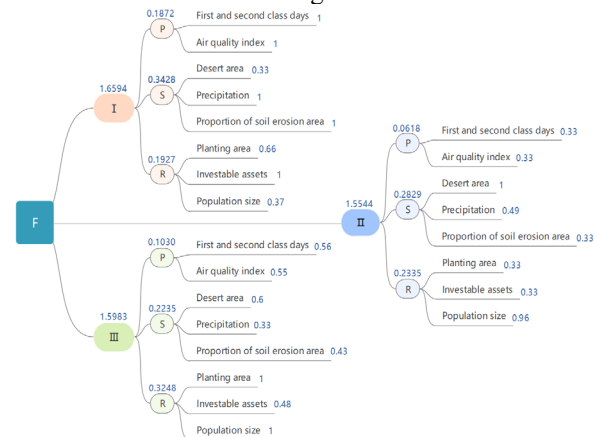 F
1.6594
I
0.1872
P
First and second class days 1
Air quality index 1
0.3428
S
Desert area 0.33
Precipitation 1
Proportion of soil erosion area 1
0.1927
R
Planting area 0.66
Investable assets 1
Population size 0.37
1.5544
II
0.0618
P
First and second class days 0.33
Air quality index 0.33
0.2829
S
Desert area 1
Precipitation 0.49
Proportion of soil erosion area 0.33
0.2335
R
Planting area 0.33
Investable assets 0.33
Population size 0.96
1.5983
III
0.1030
P
First and second class days 0.56
Air quality index 0.55
0.2235
S
Desert area 0.6
Precipitation 0.33
Proportion of soil erosion area 0.43
0.3248
R
Planting area 1
Investable assets 0.48
Population size 1